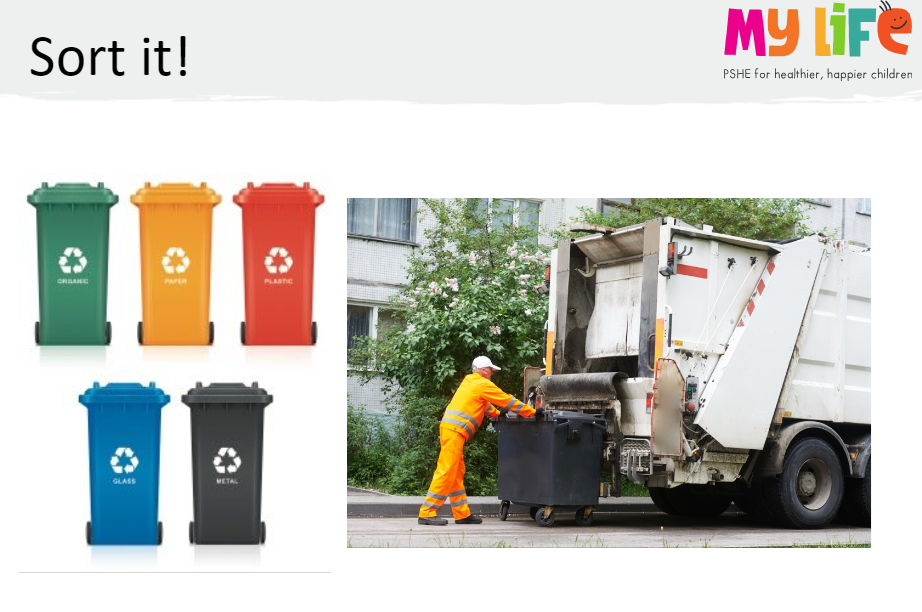 Sort it!
My Life
PSHE for healthier, happier children
ORGANIC
PAPER
PLASTIC
GLASS
METAL